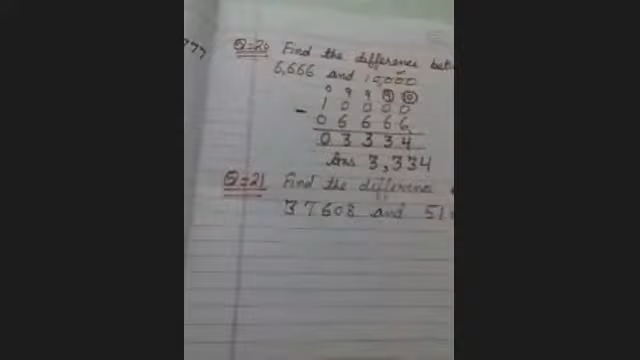 777
Q=20 Find the difference bet
6,666 and 10,000
0 9 9 9 10
1 0 0 0 0
- 0 6 6 6 6
0 3 3 3 4
Ans 3,334
Q=21 Find the difference
37608 and 51